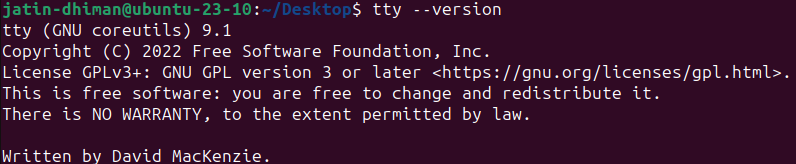 jatin-dhiman@ubuntu-23-10:~/Desktop$ tty --version
tty (GNU coreutils) 9.1
Copyright (C) 2022 Free Software Foundation, Inc.
License GPLv3+: GNU GPL version 3 or later <https://gnu.org/licenses/gpl.html>.
This is free software: you are free to change and redistribute it.
There is NO WARRANTY, to the extent permitted by law.
Written by David MacKenzie.